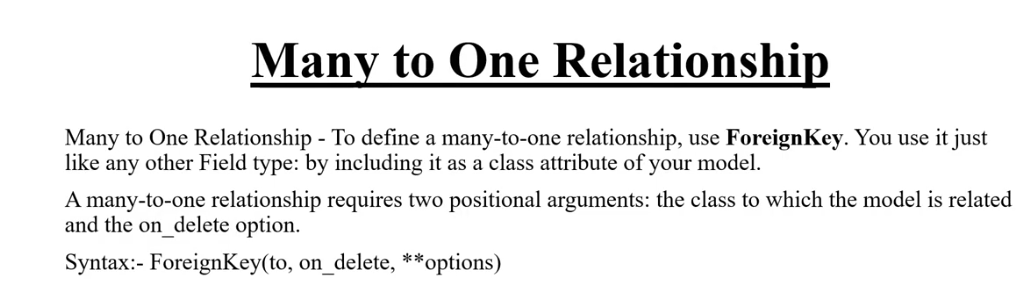 Many to One Relationship
Many to One Relationship - To define a many-to-one relationship, use ForeignKey. You use it just
like any other Field type: by including it as a class attribute of your model.
A many-to-one relationship requires two positional arguments: the class to which the model is related
and the on_delete option.
Syntax:- ForeignKey(to, on_delete, **options)